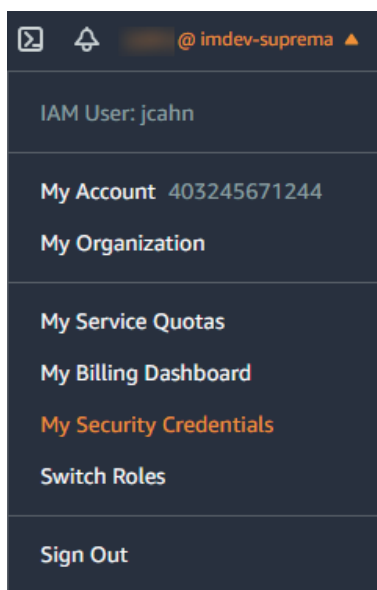 @ imdev-suprema
IAM User: jcahn
My Account 403245671244
My Organization
My Service Quotas
My Billing Dashboard
My Security Credentials
Switch Roles
Sign Out